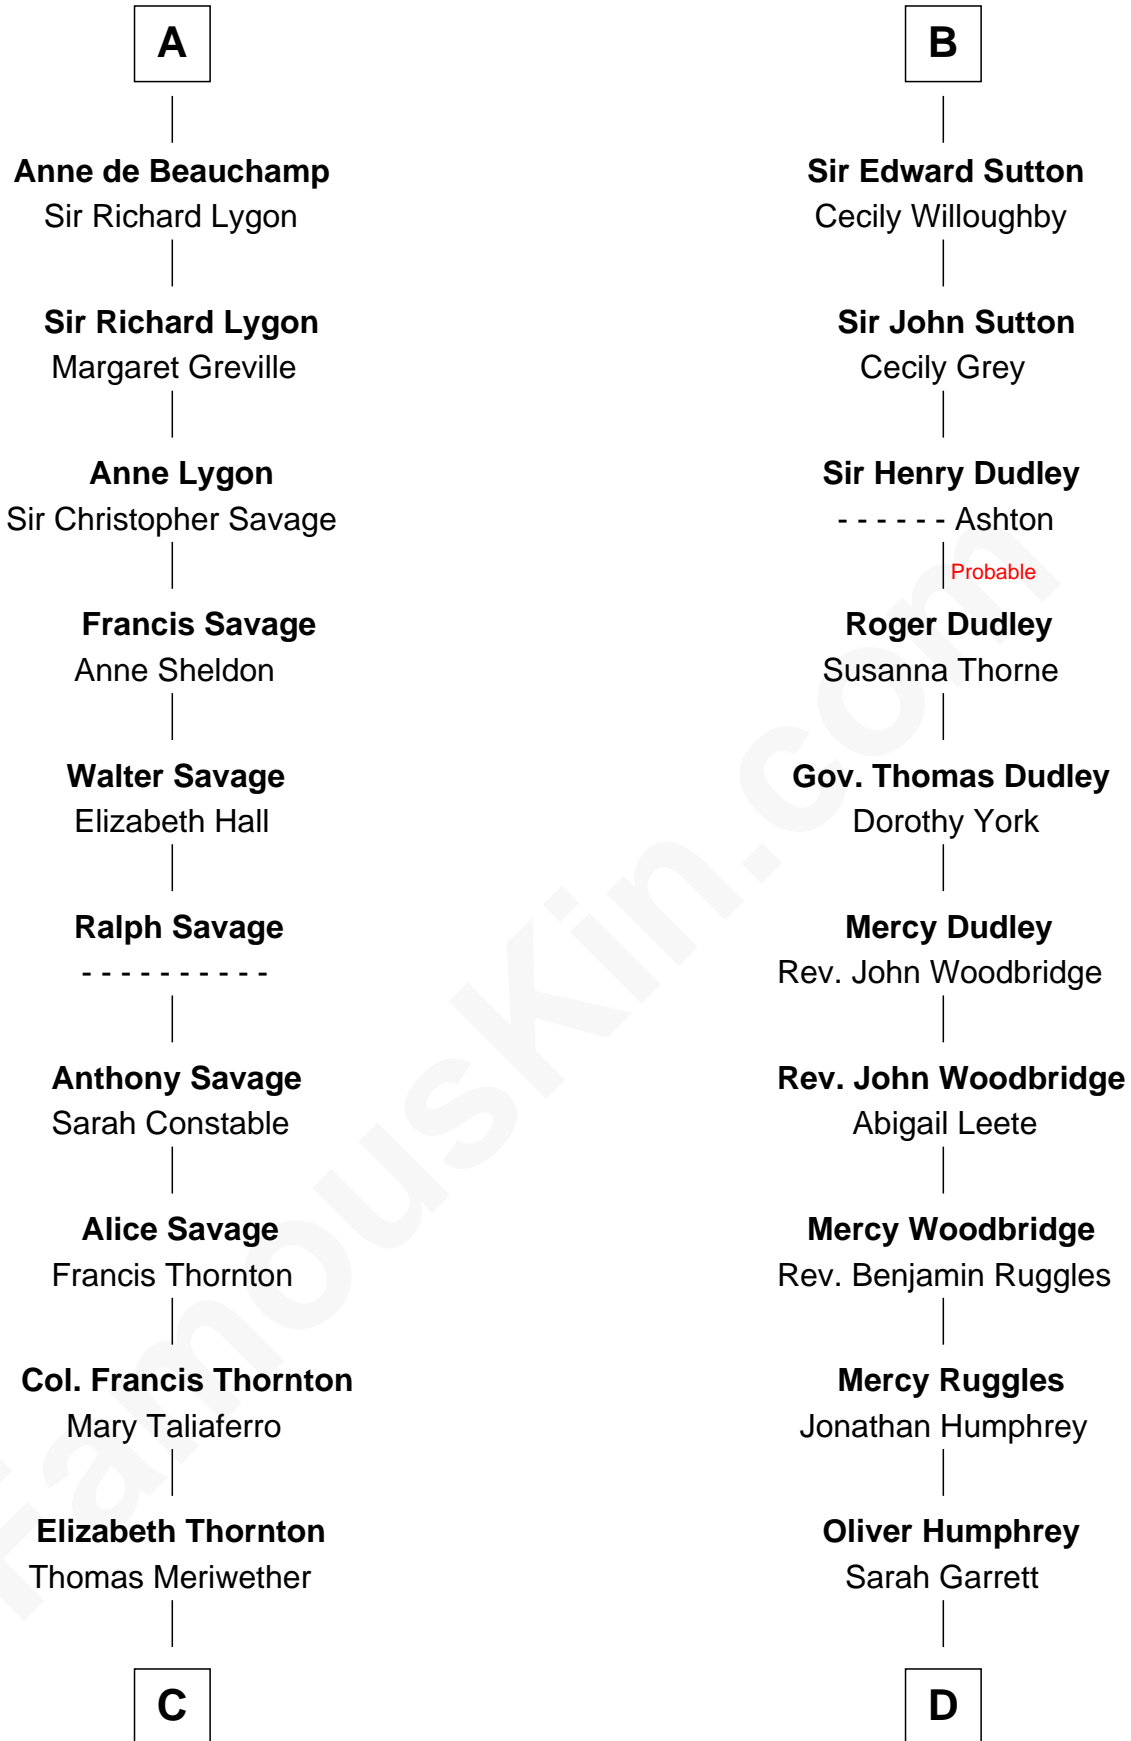 A
Anne de Beauchamp
Sir Richard Lygon
Sir Richard Lygon
Margaret Greville
Anne Lygon
Sir Christopher Savage
Francis Savage
Anne Sheldon
Walter Savage
Elizabeth Hall
Ralph Savage
- - - - - - - - - -
Anthony Savage
Sarah Constable
Alice Savage
Francis Thornton
Col. Francis Thornton
Mary Taliaferro
Elizabeth Thornton
Thomas Meriwether
C
B
Sir Edward Sutton
Cecily Willoughby
Sir John Sutton
Cecily Grey
Sir Henry Dudley
- - - - - - Ashton
Probable
Roger Dudley
Susanna Thorne
Gov. Thomas Dudley
Dorothy York
Mercy Dudley
Rev. John Woodbridge
Rev. John Woodbridge
Abigail Leete
Mercy Woodbridge
Rev. Benjamin Ruggles
Mercy Ruggles
Jonathan Humphrey
Oliver Humphrey
Sarah Garrett
D
FamousKin.com